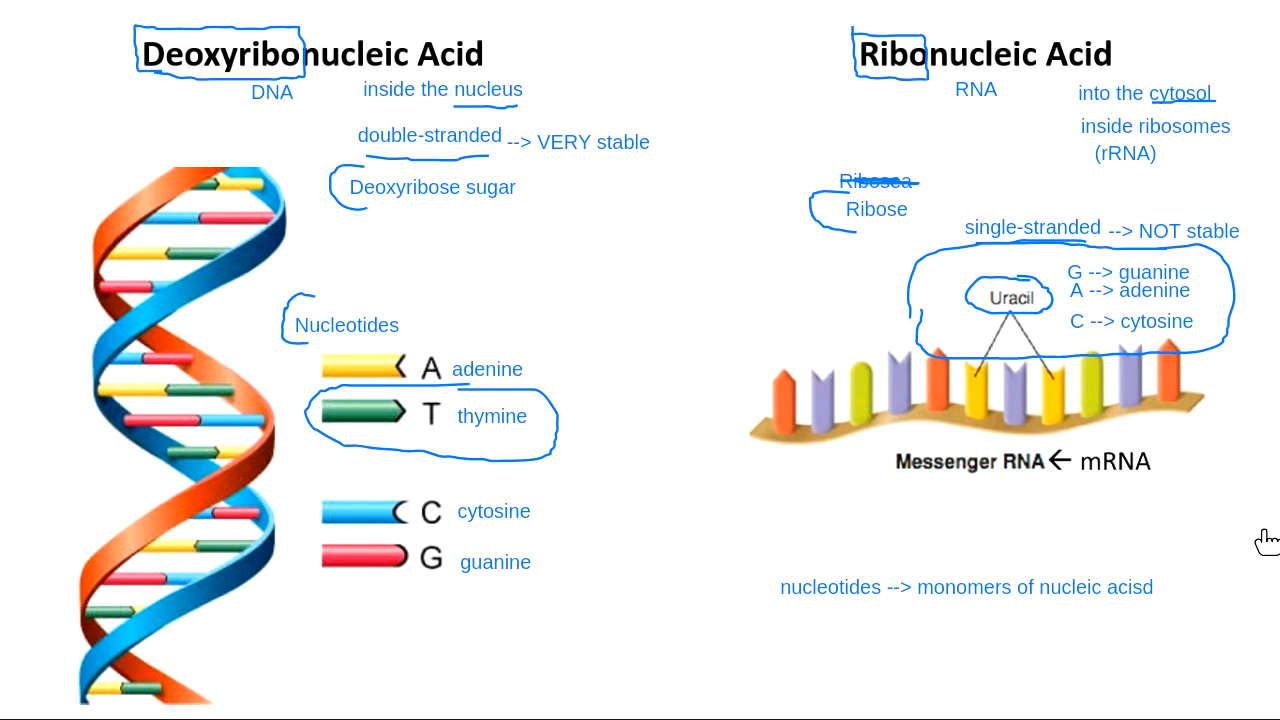 Deoxyribonucleic Acid
DNA
inside the nucleus
double-stranded --> VERY stable
Deoxyribose sugar
Nucleotides
A adenine
T thymine
C cytosine
G guanine
Ribonucleic Acid
RNA
into the cytosol
inside ribosomes
(rRNA)
Ribosea
Ribose
single-stranded --> NOT stable
G --> guanine
A --> adenine
C --> cytosine
Uracil
Messenger RNA ← mRNA
nucleotides --> monomers of nucleic acisd